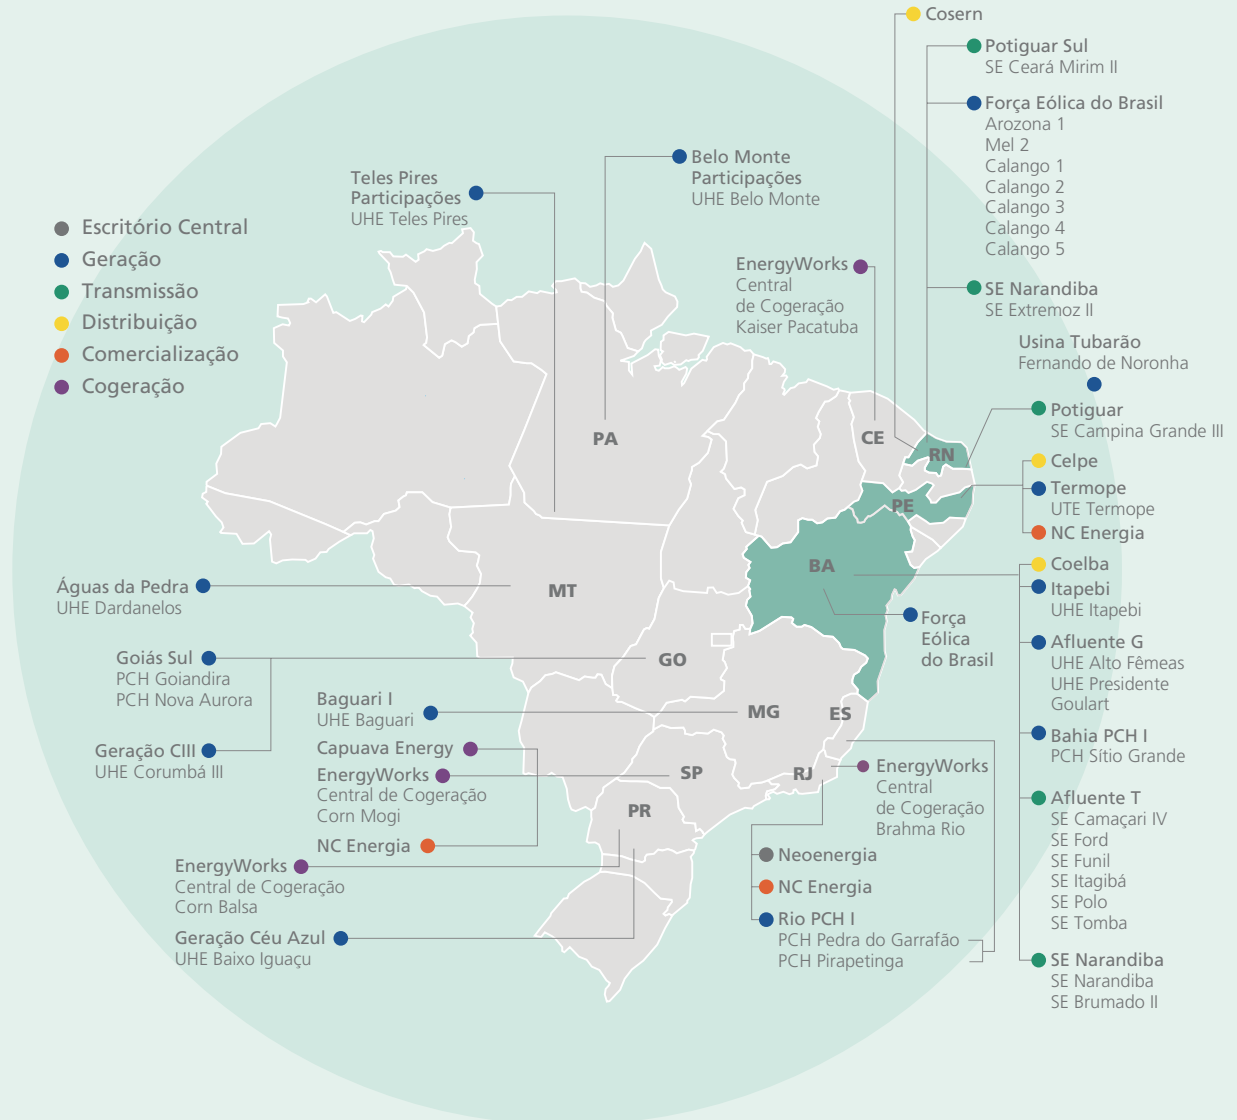 Cosern
Potiguar Sul
SE Ceará Mirim II
Força Eólica do Brasil
Arozona 1
Mel 2
Calango 1
Calango 2
Calango 3
Calango 4
Calango 5
SE Narandiba
SE Extremoz II
Belo Monte
Participações
UHE Belo Monte
Teles Pires
Participações
UHE Teles Pires
Escritório Central
Geração
Transmissão
Distribuição
Comercialização
Cogeração
EnergyWorks
Central
de Cogeração
Kaiser Pacatuba
Usina Tubarão
Fernando de Noronha
Potiguar
SE Campina Grande III
Celpe
Termope
UTE Termope
NC Energia
PA
CE
RN
PE
BA
MT
GO
MG
ES
SP
RJ
PR
Coelba
Itapebi
UHE Itapebi
Afluente G
UHE Alto Fêmeas
UHE Presidente
Goulart
Bahia PCH I
PCH Sítio Grande
Afluente T
SE Camaçari IV
SE Ford
SE Funil
SE Itagibá
SE Polo
SE Tomba
SE Narandiba
SE Narandiba
SE Brumado II
Força
Eólica
do Brasil
Águas da Pedra
UHE Dardanelos
Goiás Sul
PCH Goiandira
PCH Nova Aurora
Geração CIII
UHE Corumbá III
Baguari I
UHE Baguari
Capuava Energy
EnergyWorks
Central de Cogeração
Corn Mogi
NC Energia
EnergyWorks
Central de Cogeração
Corn Balsa
Geração Céu Azul
UHE Baixo Iguaçu
EnergyWorks
Central
de Cogeração
Brahma Rio
Neoenergia
NC Energia
Rio PCH I
PCH Pedra do Garrafão
PCH Pirapetinga